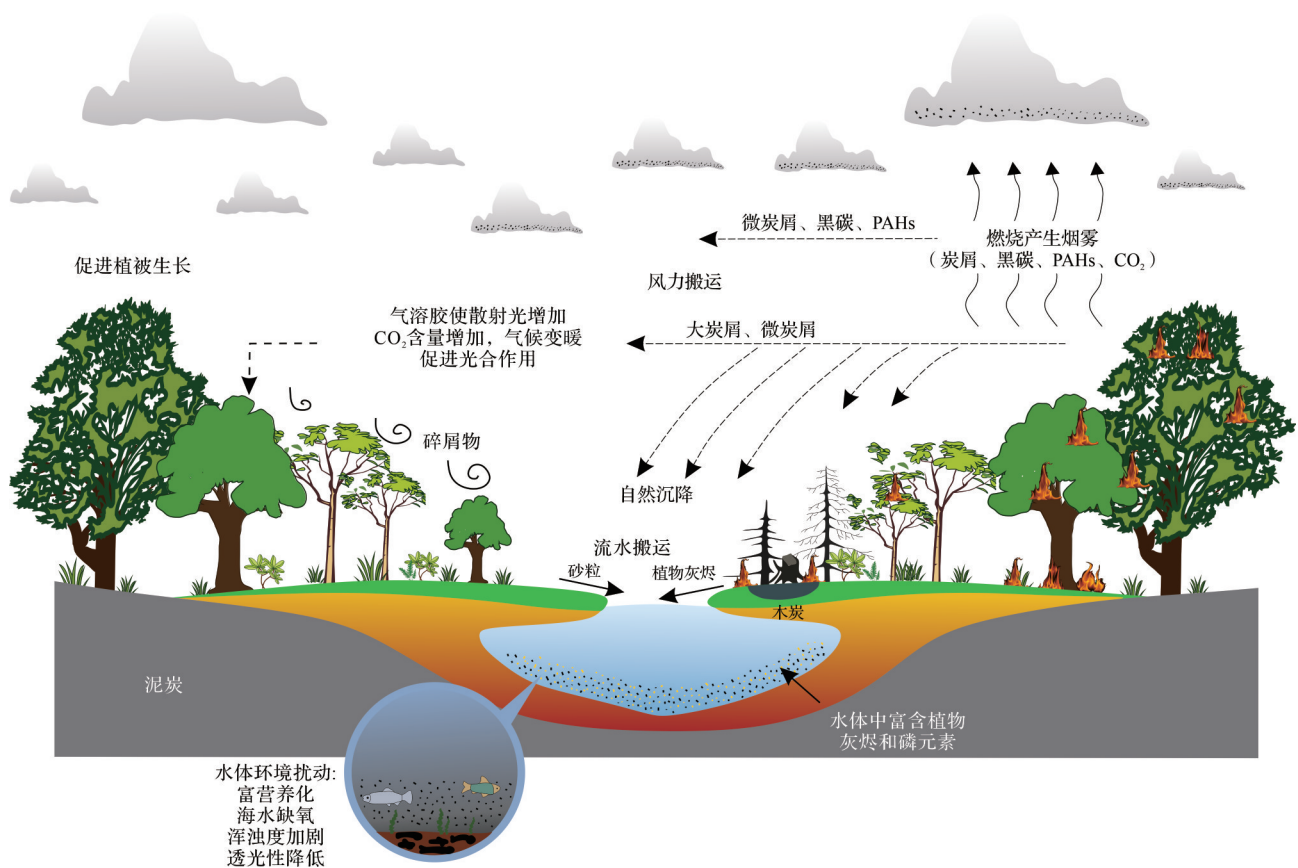 微炭屑、黑碳、PAHs
燃烧产生烟雾
(炭屑、黑碳、PAHs、CO₂)
促进植被生长
风力搬运
气溶胶使散射光增加
CO₂含量增加，气候变暖
促进光合作用
大炭屑、微炭屑
碎屑物
自然沉降
流水搬运
砂粒
植物灰烬
木炭
泥炭
水体中富含植物
灰烬和磷元素
水体环境扰动:
富营养化
海水缺氧
浑浊度加剧
透光性降低